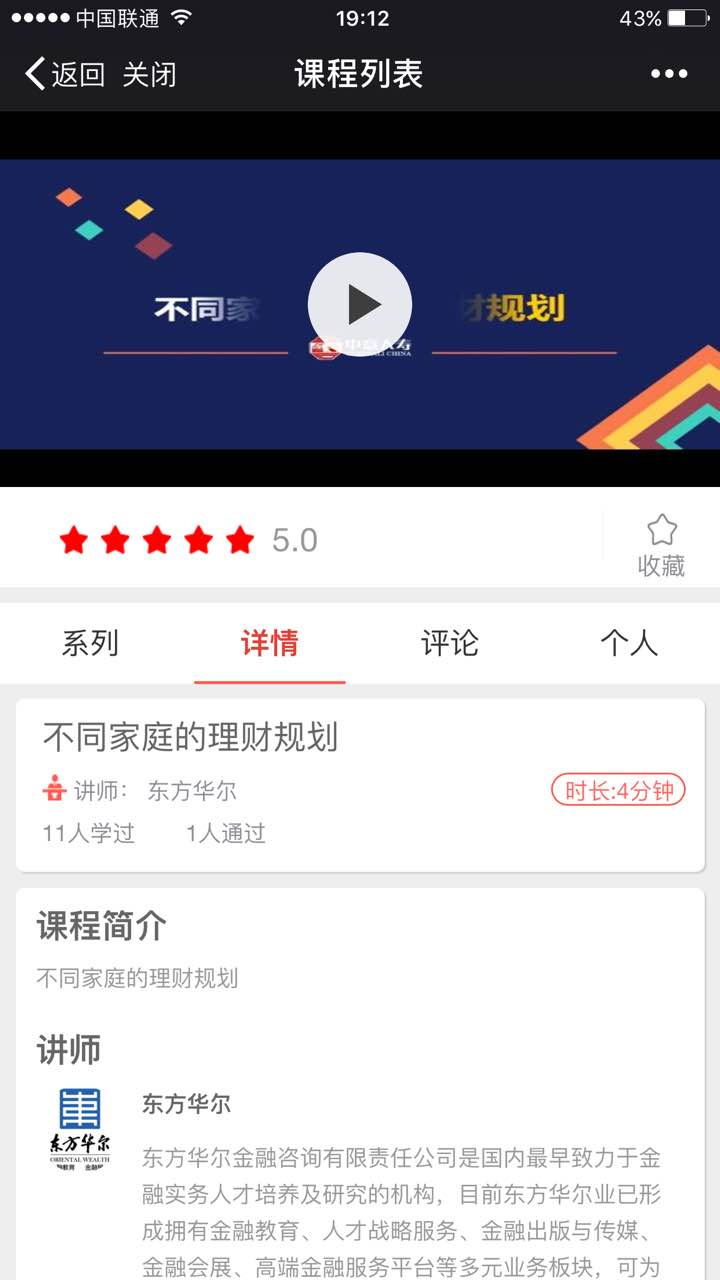 中国联通
19:12
43%
返回 关闭
课程列表
不同家
财规划
中意人寿
CHINA
5.0
收藏
系列
详情
评论
个人
不同家庭的理财规划
讲师： 东方华尔
时长:4分钟
11人学过
1人通过
课程简介
不同家庭的理财规划
讲师
东方华尔
ORIENTAL WEALTH
教育 金融
东方华尔
东方华尔金融咨询有限责任公司是国内最早致力于金
融实务人才培养及研究的机构，目前东方华尔业已形
成拥有金融教育、人才战略服务、金融出版与传媒、
金融会展、高端金融服务平台等多元业务板块，可为